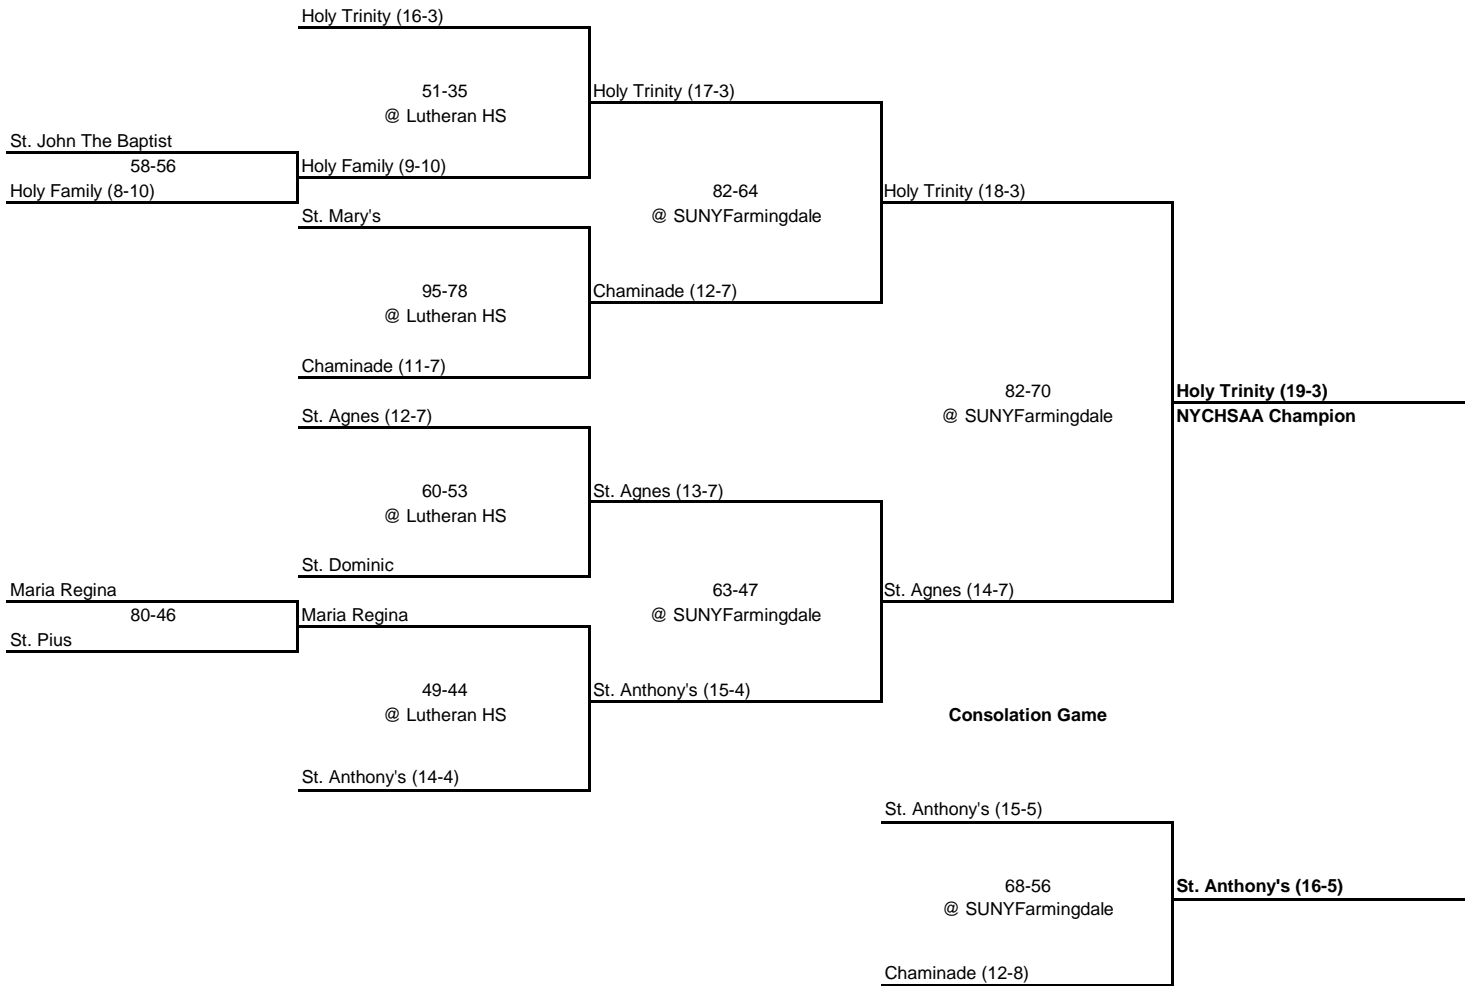 Holy Trinity (16-3)
51-35
@ Lutheran HS
Holy Trinity (17-3)
St. John The Baptist
58-56
Holy Family (8-10)
Holy Family (9-10)
82-64
@ SUNYFarmingdale
Holy Trinity (18-3)
St. Mary's
95-78
@ Lutheran HS
Chaminade (12-7)
Chaminade (11-7)
82-70
@ SUNYFarmingdale
Holy Trinity (19-3)
NYCHSAA Champion
St. Agnes (12-7)
60-53
@ Lutheran HS
St. Agnes (13-7)
St. Dominic
Maria Regina
80-46
St. Pius
Maria Regina
63-47
@ SUNYFarmingdale
St. Agnes (14-7)
49-44
@ Lutheran HS
St. Anthony's (15-4)
St. Anthony's (14-4)
Consolation Game
St. Anthony's (15-5)
68-56
@ SUNYFarmingdale
St. Anthony's (16-5)
Chaminade (12-8)